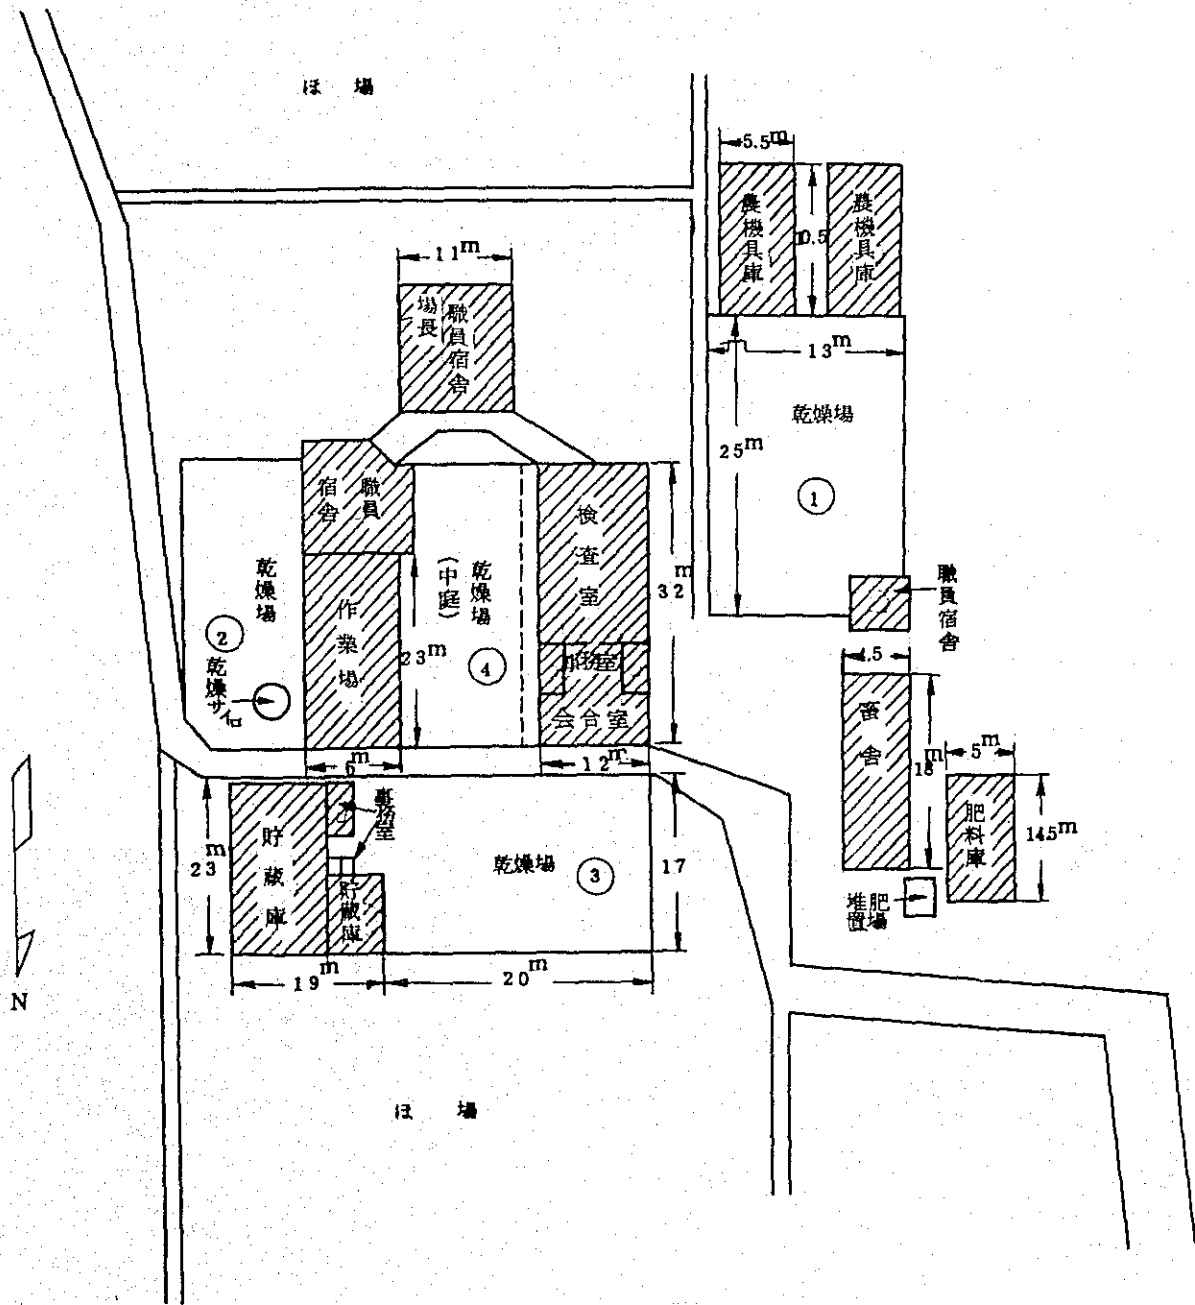 ほ場
5.5m
農機具庫
農機具庫
0.5
11m
場長
職員宿舎
13m
乾燥場
25m
①
職員
宿舎
検査室
32m
乾燥場
(中庭)
乾燥場
②
作業場
23m
④
乾燥サイロ
職員宿舎
4.5
会合室
畜舎
18m
5m
6m
12m
肥料庫
14.5m
貯蔵庫
23m
乾燥場
③
17
貯蔵庫
堆肥
置場
19m
20m
N
ほ場